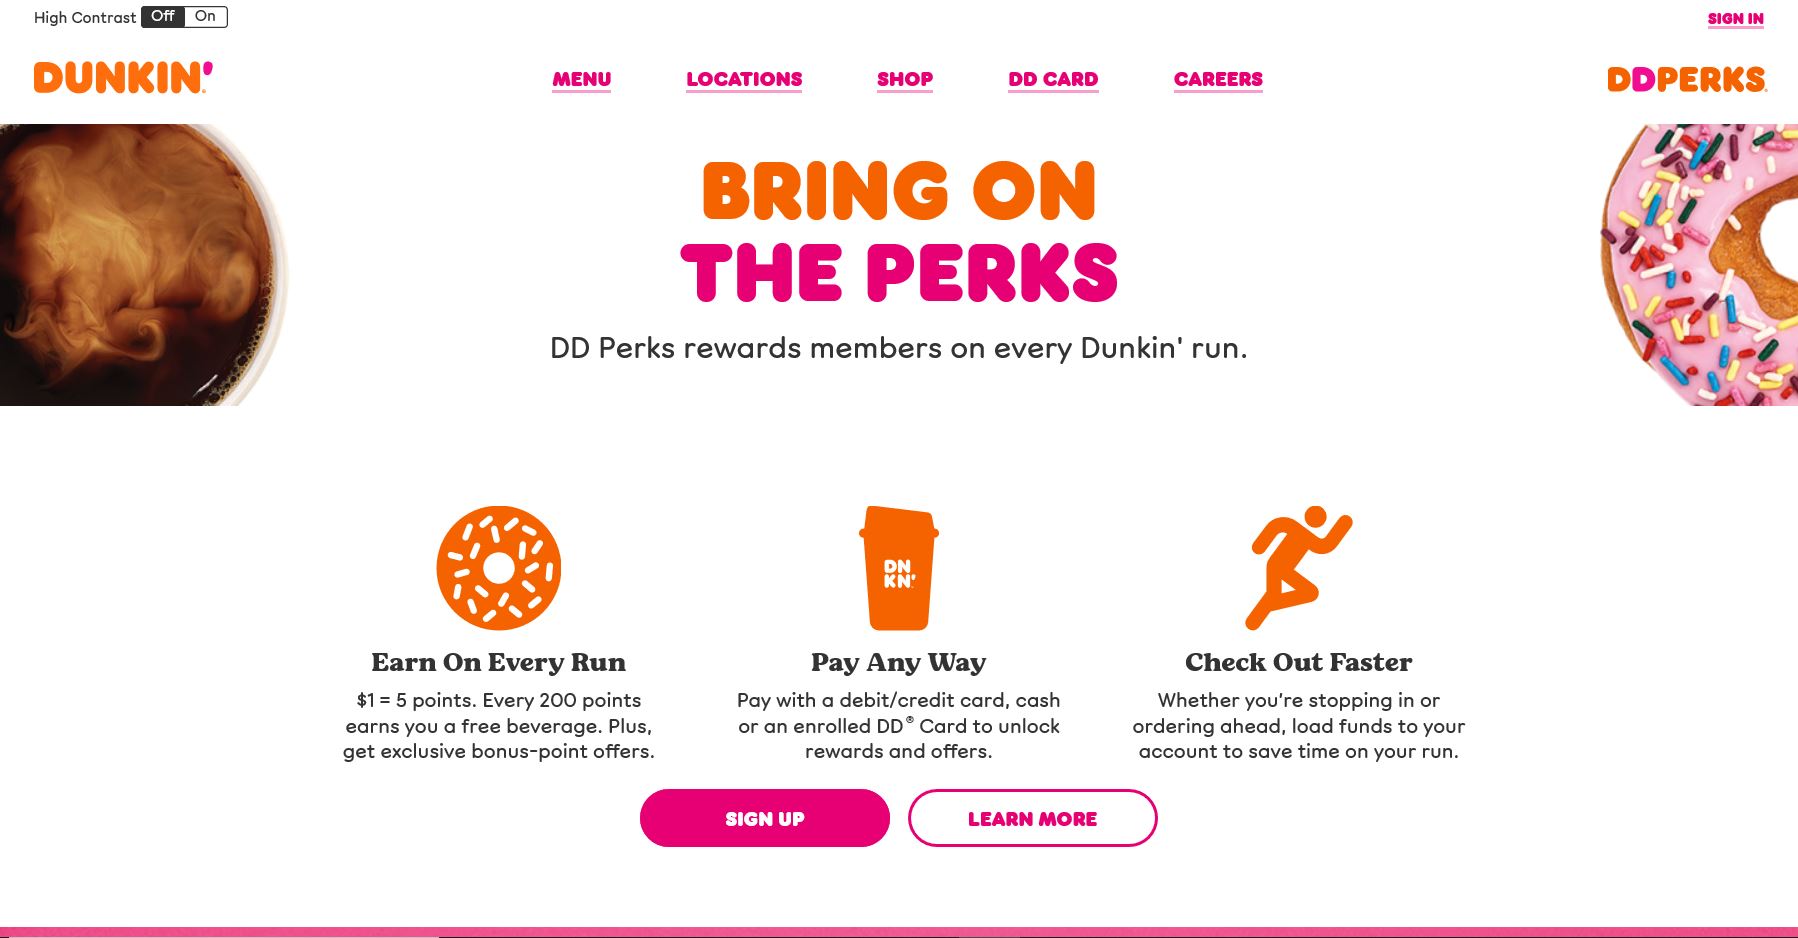 High Contrast Off On
SIGN IN
DUNKIN'
MENU LOCATIONS SHOP DD CARD CAREERS
DDPERKS
BRING ON
THE PERKS
DD Perks rewards members on every Dunkin' run.
DN
KN'
Earn On Every Run
$1 = 5 points. Every 200 points
earns you a free beverage. Plus,
get exclusive bonus-point offers.
Pay Any Way
Pay with a debit/credit card, cash
or an enrolled DD® Card to unlock
rewards and offers.
Check Out Faster
Whether you’re stopping in or
ordering ahead, load funds to your
account to save time on your run.
SIGN UP
LEARN MORE